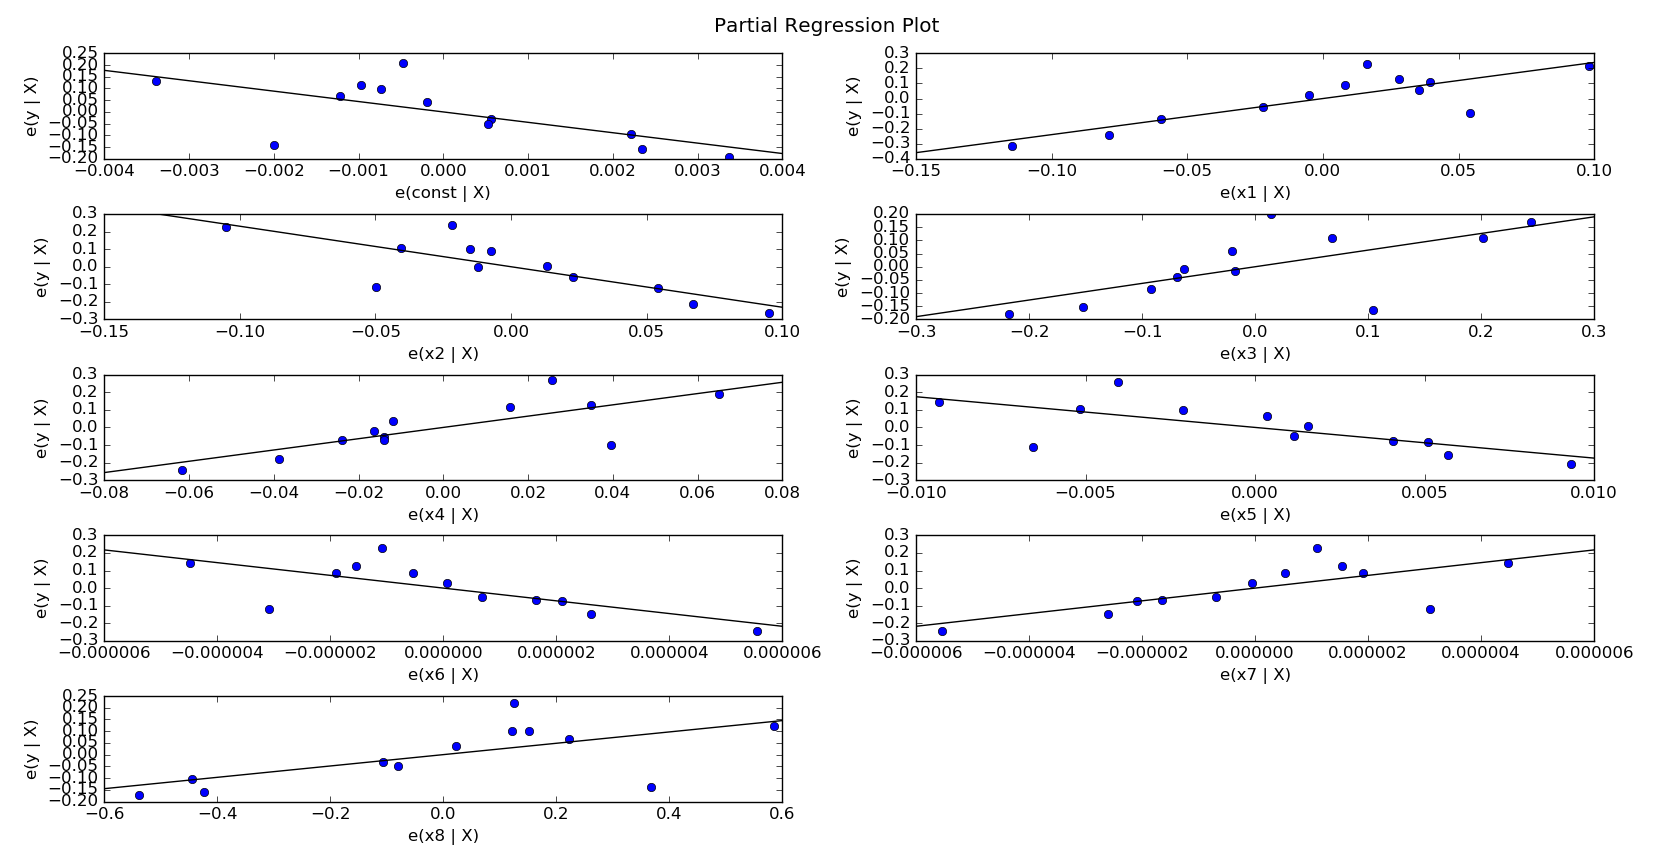 Partial Regression Plot
0.25
0.20
0.15
0.10
0.05
0.00
−0.05
−0.10
−0.15
−0.20
e(y | X)
−0.004 −0.003 −0.002 −0.001 0.000 0.001 0.002 0.003 0.004
e(const | X)
0.3
0.2
0.1
0.0
−0.1
−0.2
−0.3
−0.4
e(y | X)
−0.15 −0.10 −0.05 0.00 0.05 0.10
e(x1 | X)
0.3
0.2
0.1
0.0
−0.1
−0.2
−0.3
e(y | X)
−0.15 −0.10 −0.05 0.00 0.05 0.10
e(x2 | X)
0.20
0.15
0.10
0.05
0.00
−0.05
−0.10
−0.15
−0.20
e(y | X)
−0.3 −0.2 −0.1 0.0 0.1 0.2 0.3
e(x3 | X)
0.3
0.2
0.1
0.0
−0.1
−0.2
−0.3
e(y | X)
−0.08 −0.06 −0.04 −0.02 0.00 0.02 0.04 0.06 0.08
e(x4 | X)
0.3
0.2
0.1
0.0
−0.1
−0.2
−0.3
e(y | X)
−0.010 −0.005 0.000 0.005 0.010
e(x5 | X)
0.3
0.2
0.1
0.0
−0.1
−0.2
−0.3
e(y | X)
−0.000006 −0.000004 −0.000002 0.000000 0.000002 0.000004 0.000006
e(x6 | X)
0.3
0.2
0.1
0.0
−0.1
−0.2
−0.3
e(y | X)
−0.000006 −0.000004 −0.000002 0.000000 0.000002 0.000004 0.000006
e(x7 | X)
0.25
0.20
0.15
0.10
0.05
0.00
−0.05
−0.10
−0.15
−0.20
e(y | X)
−0.6 −0.4 −0.2 0.0 0.2 0.4 0.6
e(x8 | X)